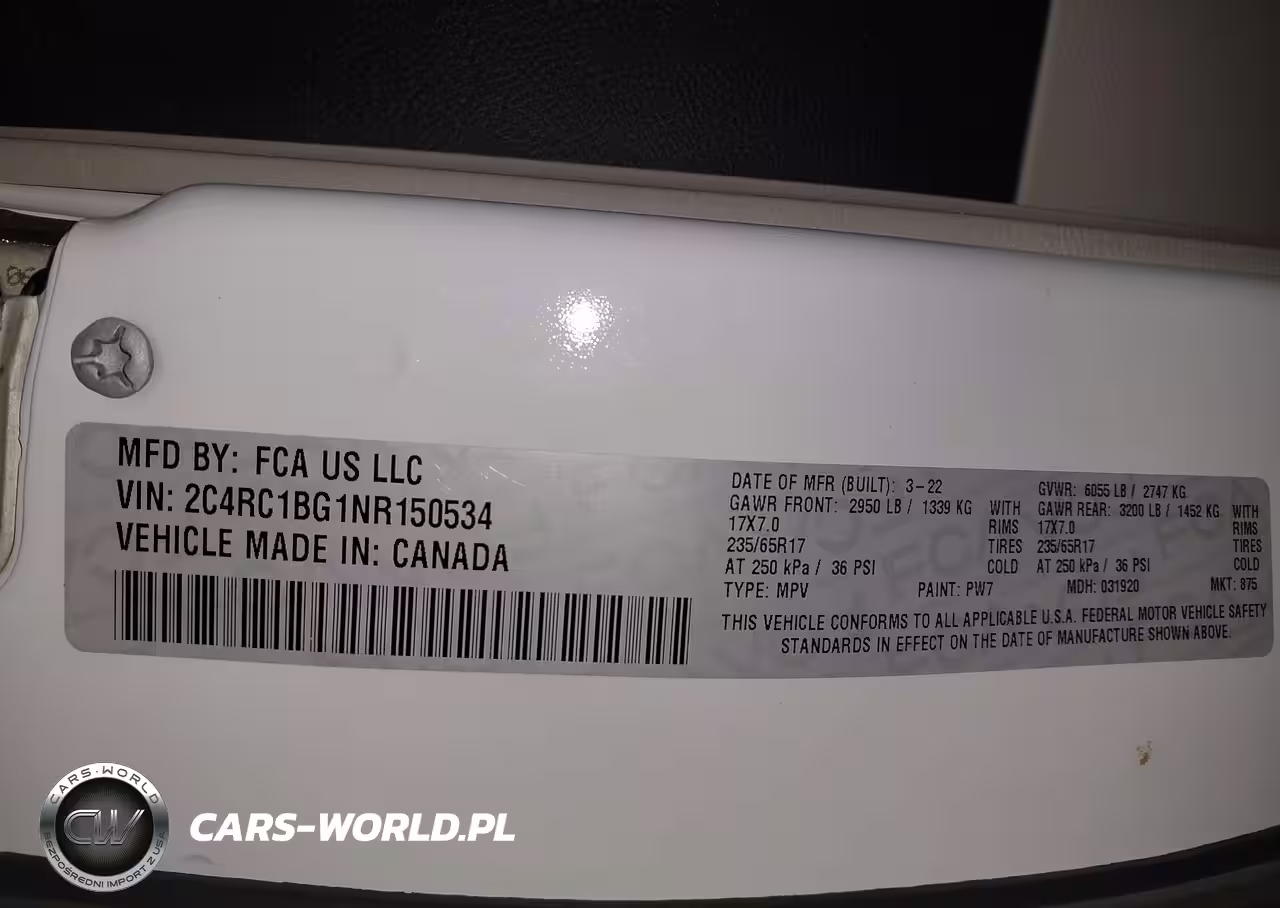 MFD BY: FCA US LLC
VIN: 2C4RC1BG1NR150534
VEHICLE MADE IN: CANADA
DATE OF MFR (BUILT): 3-22 GVWR: 6055 LB / 2747 KG
GAWR FRONT: 2950 LB / 1339 KG WITH GAWR REAR: 3200 LB / 1452 KG WITH
17X7.0 RIMS 17X7.0 RIMS
235/65R17 TIRES 235/65R17 TIRES
AT 250 kPa / 36 PSI COLD AT 250 kPa / 36 PSI COLD
TYPE: MPV PAINT: PW7 MDH: 031920 MKT: 875
THIS VEHICLE CONFORMS TO ALL APPLICABLE U.S.A. FEDERAL MOTOR VEHICLE SAFETY
STANDARDS IN EFFECT ON THE DATE OF MANUFACTURE SHOWN ABOVE.
CARS-WORLD
CW
BEZPOŚREDNI IMPORT Z USA
CARS-WORLD.PL